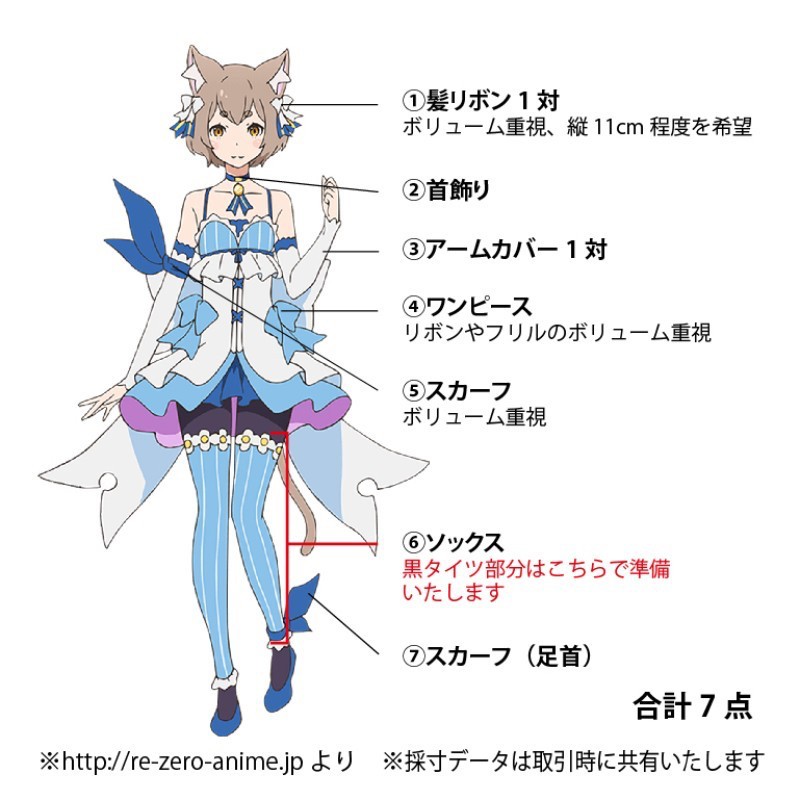 ①髪リボン 1 対
ボリューム重視、縦 11cm 程度を希望
②首飾り
③アームカバー 1 対
④ワンピース
リボンやフリルのボリューム重視
⑤スカーフ
ボリューム重視
⑥ソックス
黒タイツ部分はこちらで準備
いたします
⑦スカーフ（足首）
合計 7 点
※http://re-zero-anime.jp より ※採寸データは取引時に共有いたします